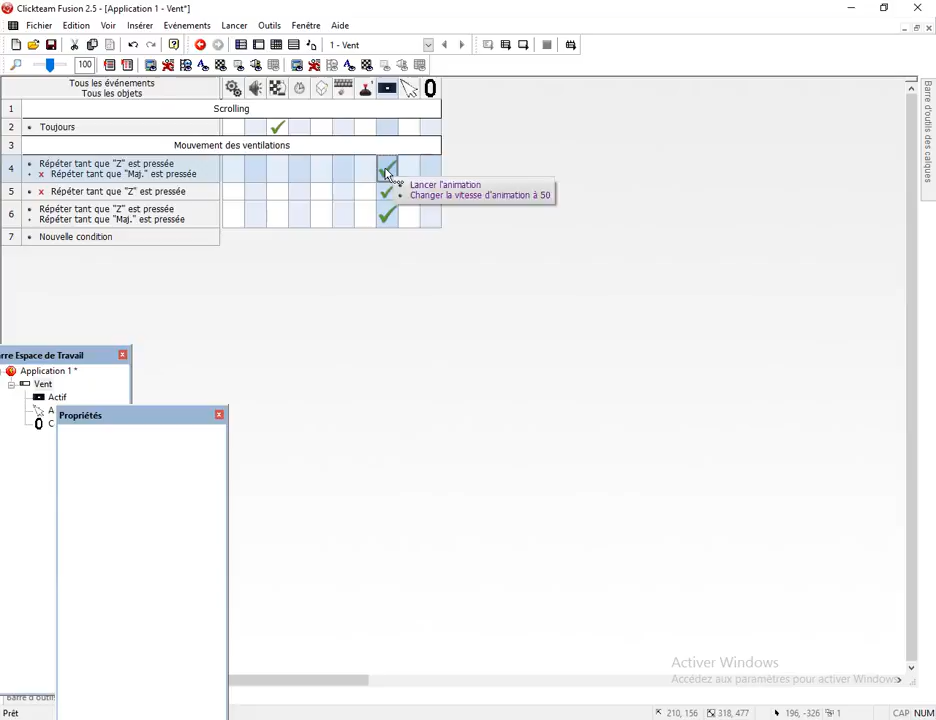 Clickteam Fusion 2.5 - [Application 1 - Vent*]
Fichier Edition Voir Insérer Evénements Lancer Outils Fenêtre Aide
1 - Vent
100
Tous les événements
Tous les objets
1 Scrolling
2 Toujours
3 Mouvement des ventilations
4 Répéter tant que "Z" est pressée
x Répéter tant que "Maj." est pressée
Lancer l'animation
Changer la vitesse d'animation à 50
5 x Répéter tant que "Z" est pressée
6 Répéter tant que "Z" est pressée
Répéter tant que "Maj." est pressée
7 Nouvelle condition
Barre d'outils des calques
rre Espace de Travail
Application 1 *
Vent
Actif
A
C
Propriétés
Activer Windows
Accédez aux paramètres pour activer Windows.
Barre d'outils
Prêt
210, 156
318, 477
196, -326
1
CAP NUM